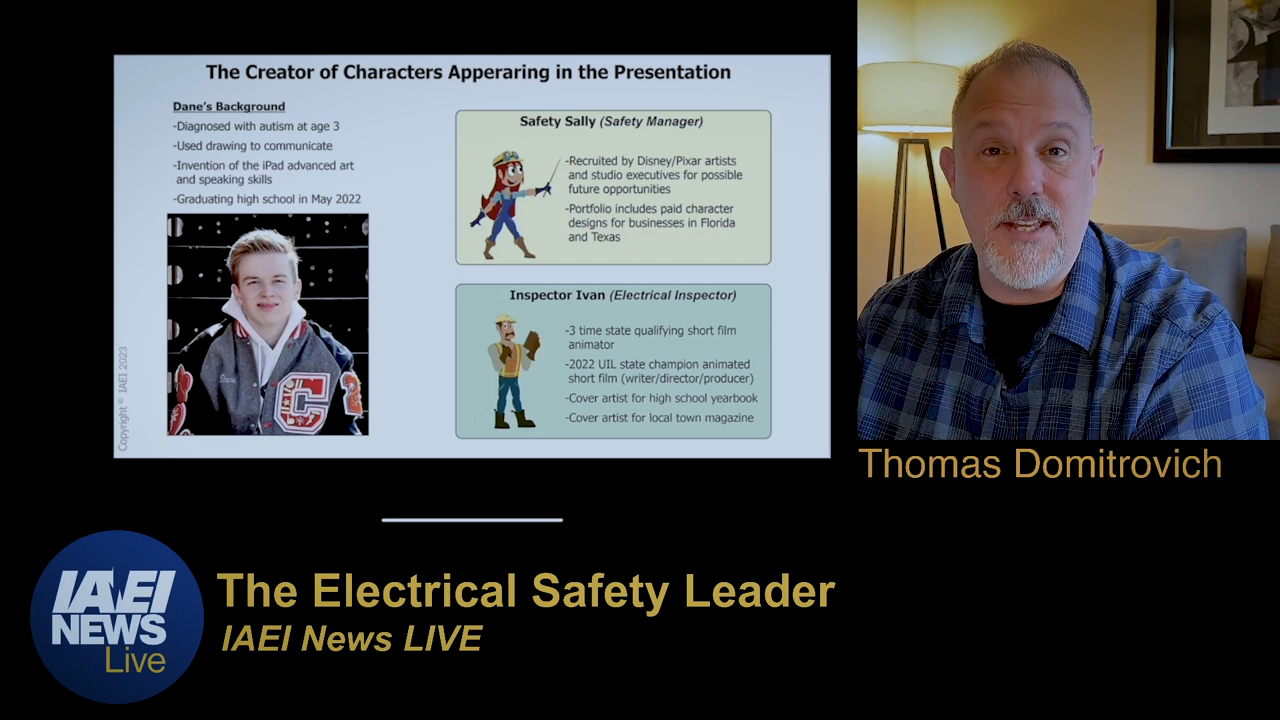 The Creator of Characters Apperaring in the Presentation
Dane's Background
-Diagnosed with autism at age 3
-Used drawing to communicate
-Invention of the iPad advanced art
and speaking skills
-Graduating high school in May 2022
Dane
C
Copyright © IAEI 2023
Safety Sally (Safety Manager)
-Recruited by Disney/Pixar artists
and studio executives for possible
future opportunities
-Portfolio includes paid character
designs for businesses in Florida
and Texas
Inspector Ivan (Electrical Inspector)
-3 time state qualifying short film
animator
-2022 UIL state champion animated
short film (writer/director/producer)
-Cover artist for high school yearbook
-Cover artist for local town magazine
Thomas Domitrovich
IAEI
NEWS
Live
The Electrical Safety Leader
IAEI News LIVE